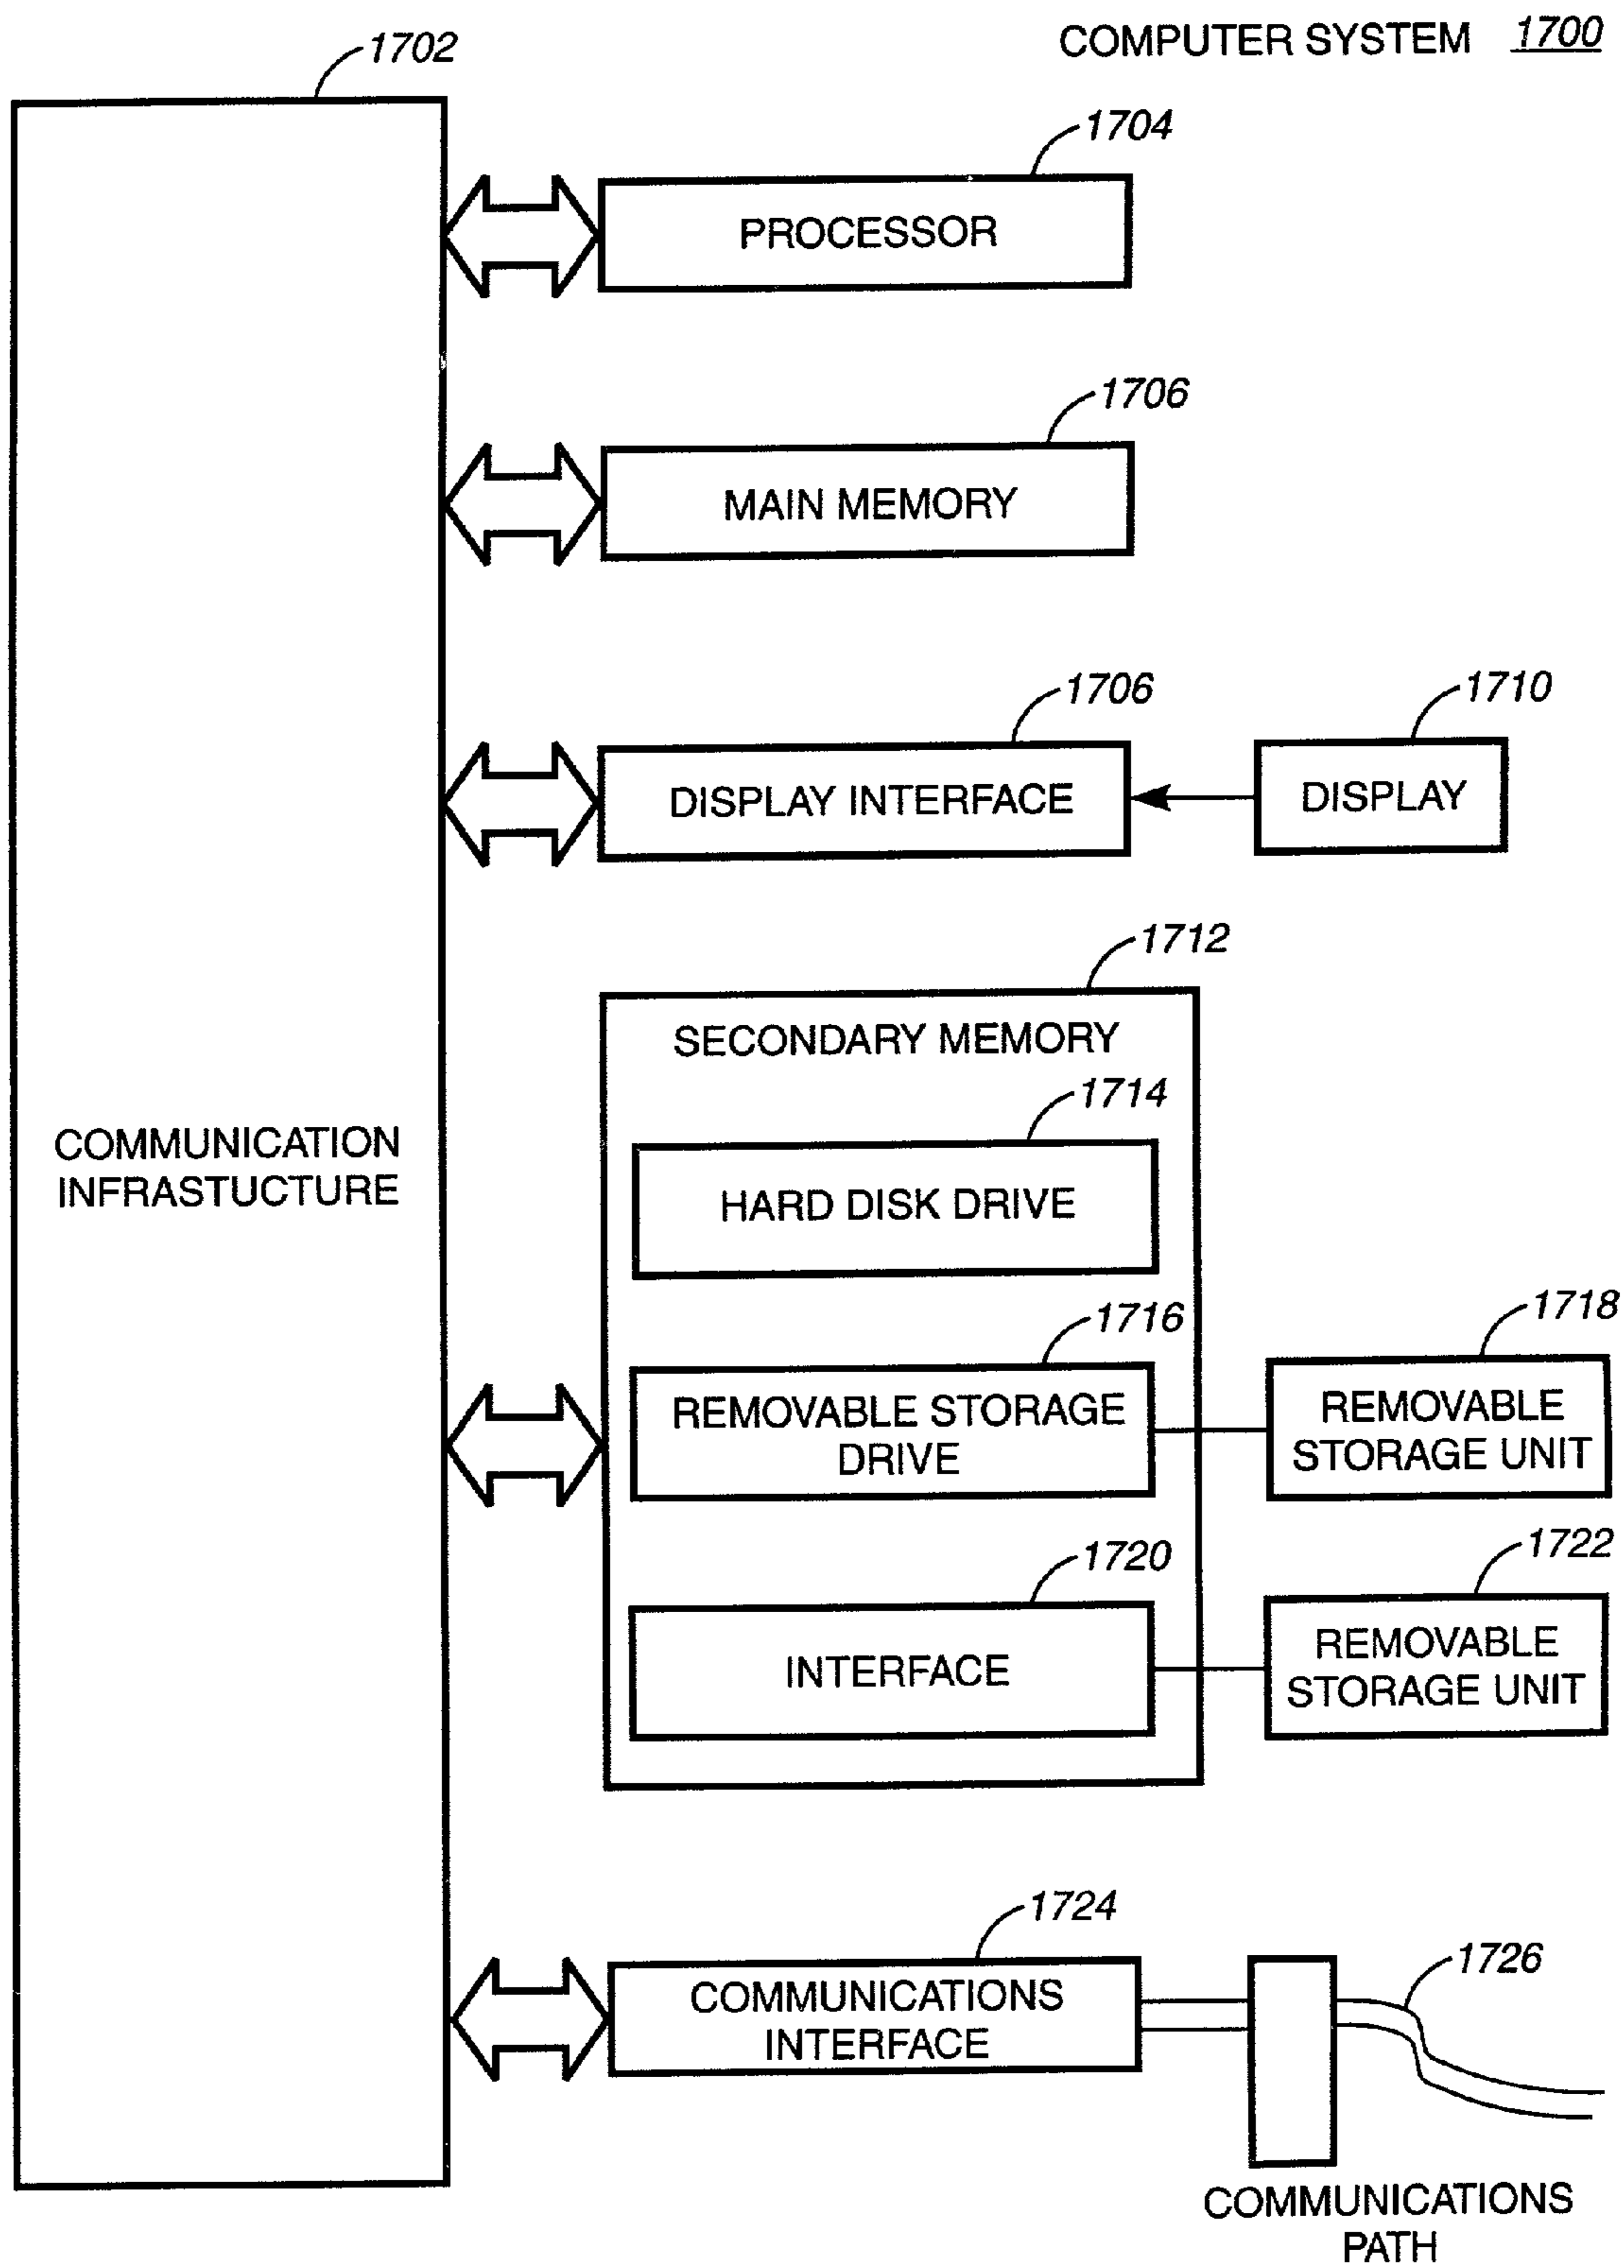 COMPUTER SYSTEM 1700
1702
1704
PROCESSOR
1706
MAIN MEMORY
1706
DISPLAY INTERFACE
1710
DISPLAY
1712
SECONDARY MEMORY
1714
HARD DISK DRIVE
COMMUNICATION
INFRASTUCTURE
1716
REMOVABLE STORAGE
DRIVE
1718
REMOVABLE
STORAGE UNIT
1720
INTERFACE
1722
REMOVABLE
STORAGE UNIT
1724
COMMUNICATIONS
INTERFACE
1726
COMMUNICATIONS
PATH